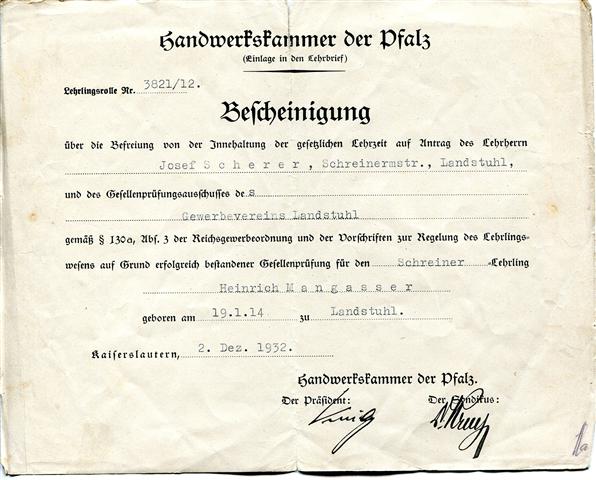 Handwerkskammer der Pfalz
(Einlage in den Lehrbrief)
Lehrlingsrolle Nr. 3821/12.
Bescheinigung
über die Befreiung von der Innehaltung der gesetzlichen Lehrzeit auf Antrag des Lehrherrn
Josef Scherer, Schreinermstr., Landstuhl,
und des Gesellenprüfungsausschusses des
Gewerbevereins Landstuhl
gemäß § 130a, Abs. 3 der Reichsgewerbeordnung und der Vorschriften zur Regelung des Lehrlings-
wesens auf Grund erfolgreich bestandener Gesellenprüfung für den Schreiner-Lehrling
Heinrich Mangasser
geboren am 19.1.14 zu Landstuhl.
Kaiserslautern, 2. Dez. 1932.
Handwerkskammer der Pfalz.
Der Präsident: Der Syndikus: